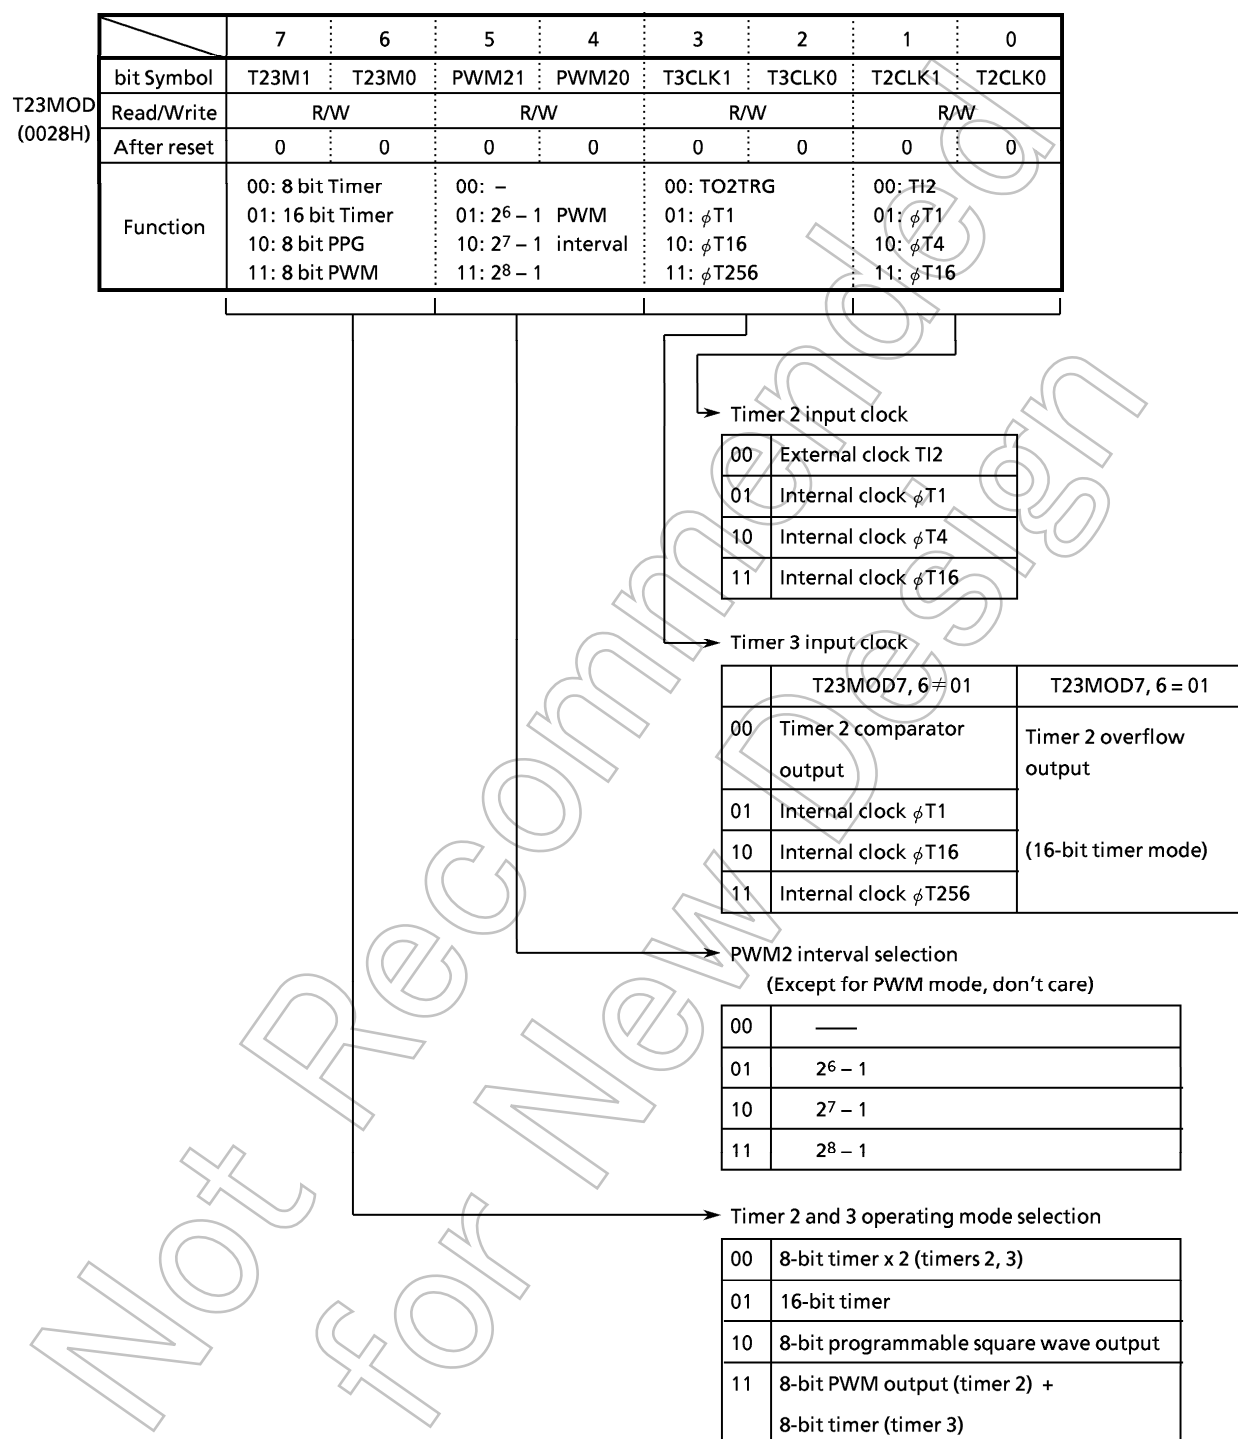 7 6 5 4 3 2 1 0
bit Symbol T23M1 T23M0 PWM21 PWM20 T3CLK1 T3CLK0 T2CLK1 T2CLK0
T23MOD
(0028H)
Read/Write R/W R/W R/W R/W
After reset 0 0 0 0 0 0 0 0
Function
00: 8 bit Timer 00: – 00: TO2TRG 00: TI2
01: 16 bit Timer 01: 2⁶ – 1 PWM 01: ϕT1 01: ϕT1
10: 8 bit PPG 10: 2⁷ – 1 interval 10: ϕT16 10: ϕT4
11: 8 bit PWM 11: 2⁸ – 1 11: ϕT256 11: ϕT16
Timer 2 input clock
00 External clock TI2
01 Internal clock ϕT1
10 Internal clock ϕT4
11 Internal clock ϕT16
Timer 3 input clock
T23MOD7, 6≠01 T23MOD7, 6 = 01
00 Timer 2 comparator
output
Timer 2 overflow
output
01 Internal clock ϕT1
10 Internal clock ϕT16 (16-bit timer mode)
11 Internal clock ϕT256
PWM2 interval selection
(Except for PWM mode, don't care)
00 ——
01 2⁶ – 1
10 2⁷ – 1
11 2⁸ – 1
Timer 2 and 3 operating mode selection
00 8-bit timer x 2 (timers 2, 3)
01 16-bit timer
10 8-bit programmable square wave output
11 8-bit PWM output (timer 2) +
8-bit timer (timer 3)
Not Recommended
for New Design